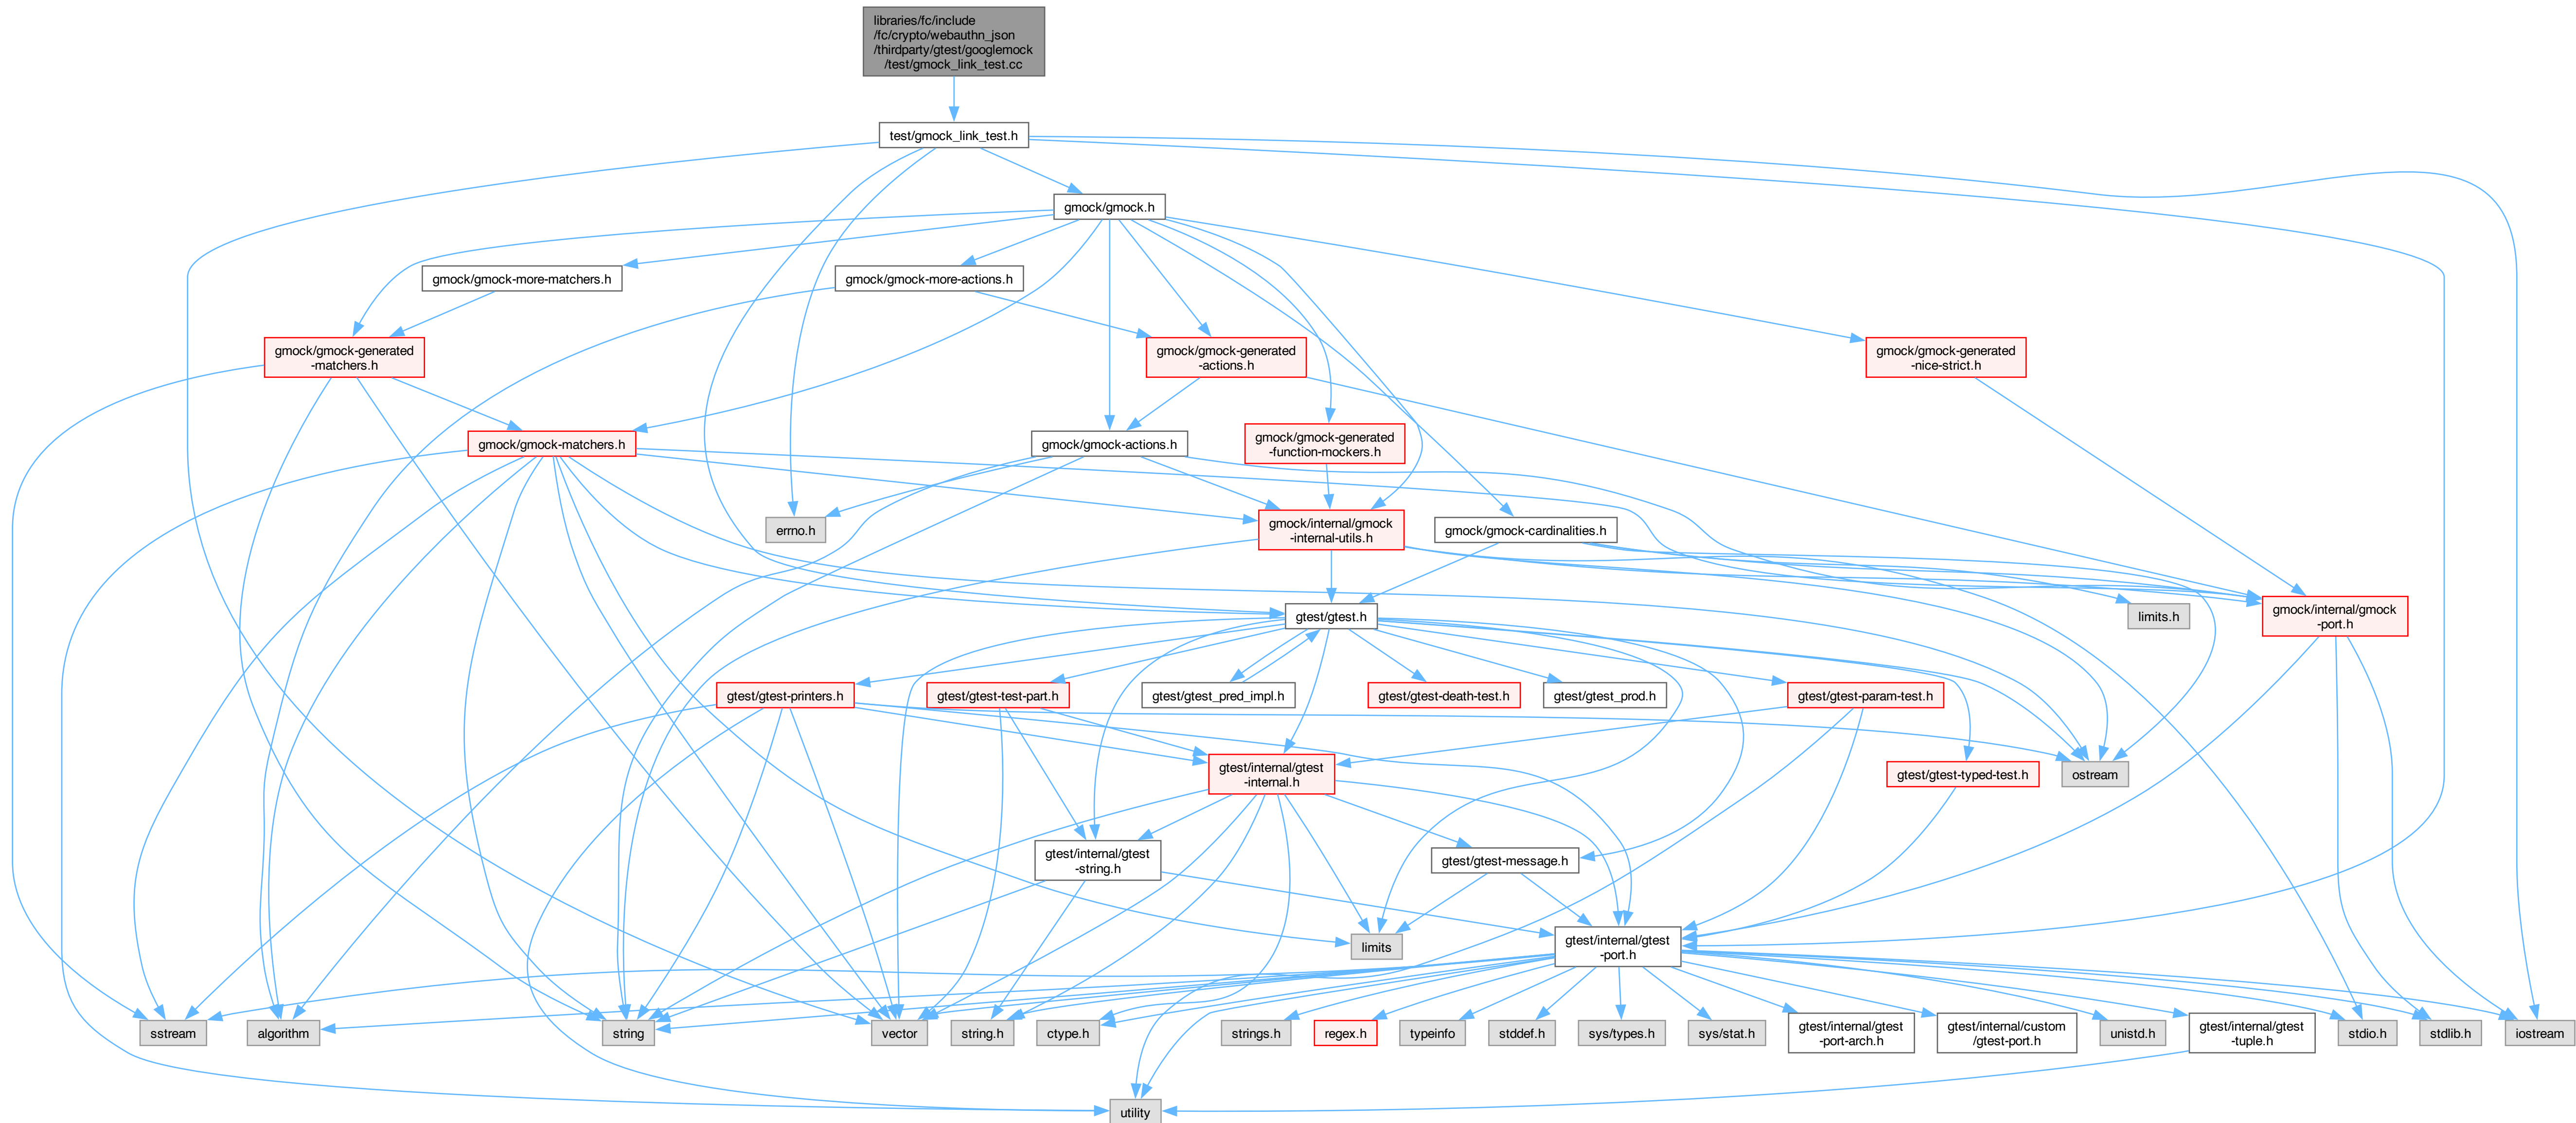 libraries/fc/include
/fc/crypto/webauthn_json
/thirdparty/gtest/googlemock
/test/gmock_link_test.cc
test/gmock_link_test.h
gmock/gmock.h
gmock/gmock-more-matchers.h
gmock/gmock-more-actions.h
gmock/gmock-generated
-matchers.h
gmock/gmock-generated
-actions.h
gmock/gmock-generated
-nice-strict.h
gmock/gmock-matchers.h
gmock/gmock-actions.h
gmock/gmock-generated
-function-mockers.h
errno.h
gmock/internal/gmock
-internal-utils.h
gmock/gmock-cardinalities.h
gtest/gtest.h
limits.h
gmock/internal/gmock
-port.h
gtest/gtest-printers.h
gtest/gtest-test-part.h
gtest/gtest_pred_impl.h
gtest/gtest-death-test.h
gtest/gtest_prod.h
gtest/gtest-param-test.h
gtest/internal/gtest
-internal.h
gtest/gtest-typed-test.h
ostream
gtest/internal/gtest
-string.h
gtest/gtest-message.h
limits
gtest/internal/gtest
-port.h
sstream
algorithm
string
vector
string.h
ctype.h
strings.h
regex.h
typeinfo
stddef.h
sys/types.h
sys/stat.h
gtest/internal/gtest
-port-arch.h
gtest/internal/custom
/gtest-port.h
unistd.h
gtest/internal/gtest
-tuple.h
stdio.h
stdlib.h
iostream
utility